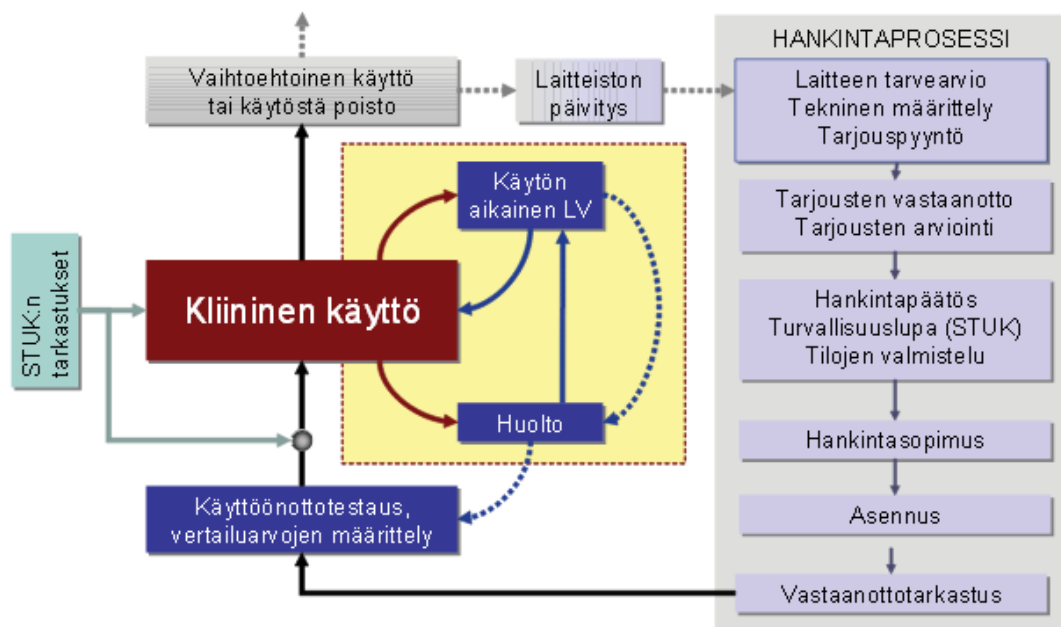 HANKINTAPROSESSI
Vaihtoehtoinen käyttö
tai käytöstä poisto
Laitteiston
päivitys
Laitteen tarvearvio
Tekninen määrittely
Tarjouspyyntö
Käytön
aikainen LV
Tarjousten vastaanotto
Tarjousten arviointi
STUK:n
tarkastukset
Kliininen käyttö
Hankintapäätös
Turvallisuuslupa (STUK)
Tilojen valmistelu
Huolto
Hankintasopimus
Käyttöönottotestaus,
vertailuarvojen määrittely
Asennus
Vastaanottotarkastus